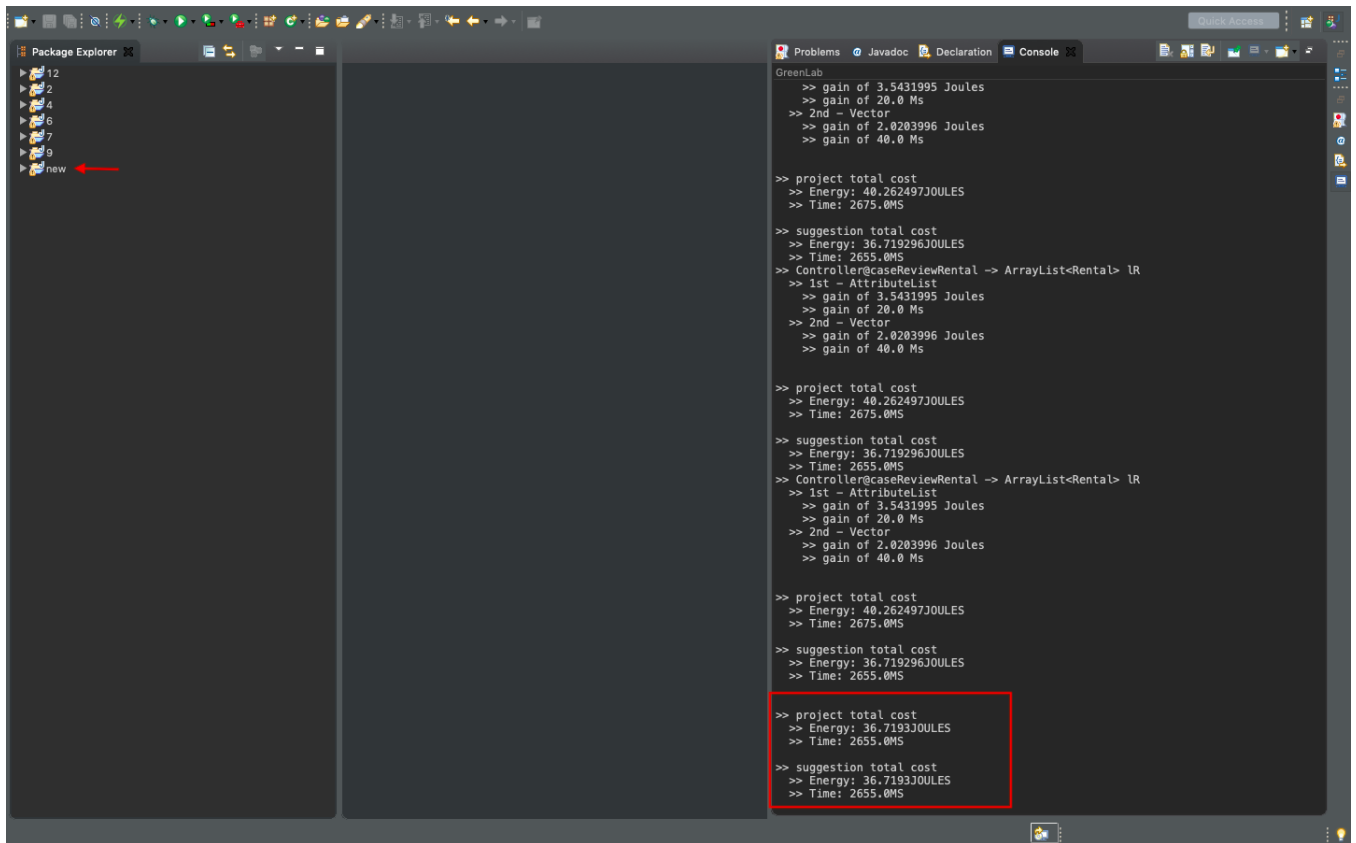 Quick Access
Package Explorer
12
2
4
6
7
9
new
Problems
Javadoc
Declaration
Console
GreenLab
>> gain of 3.5431995 Joules
>> gain of 20.0 Ms
>> 2nd – Vector
>> gain of 2.0203996 Joules
>> gain of 40.0 Ms
>> project total cost
>> Energy: 40.262497JOULES
>> Time: 2675.0MS
>> suggestion total cost
>> Energy: 36.719296JOULES
>> Time: 2655.0MS
>> Controller@caseReviewRental –> ArrayList<Rental> lR
>> 1st – AttributeList
>> gain of 3.5431995 Joules
>> gain of 20.0 Ms
>> 2nd – Vector
>> gain of 2.0203996 Joules
>> gain of 40.0 Ms
>> project total cost
>> Energy: 40.262497JOULES
>> Time: 2675.0MS
>> suggestion total cost
>> Energy: 36.719296JOULES
>> Time: 2655.0MS
>> Controller@caseReviewRental –> ArrayList<Rental> lR
>> 1st – AttributeList
>> gain of 3.5431995 Joules
>> gain of 20.0 Ms
>> 2nd – Vector
>> gain of 2.0203996 Joules
>> gain of 40.0 Ms
>> project total cost
>> Energy: 40.262497JOULES
>> Time: 2675.0MS
>> suggestion total cost
>> Energy: 36.719296JOULES
>> Time: 2655.0MS
>> project total cost
>> Energy: 36.7193JOULES
>> Time: 2655.0MS
>> suggestion total cost
>> Energy: 36.7193JOULES
>> Time: 2655.0MS